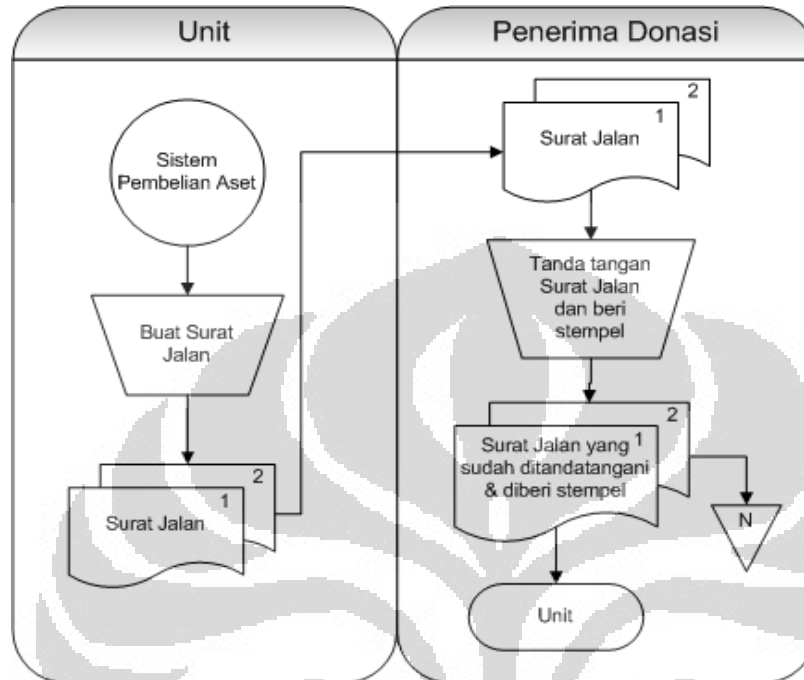 Unit
Sistem
Pembelian Aset
Buat Surat
Jalan
2
1
Surat Jalan
Penerima Donasi
2
1
Surat Jalan
Tanda tangan
Surat Jalan
dan beri
stempel
2
1
Surat Jalan yang
sudah ditandatangani
& diberi stempel
N
Unit